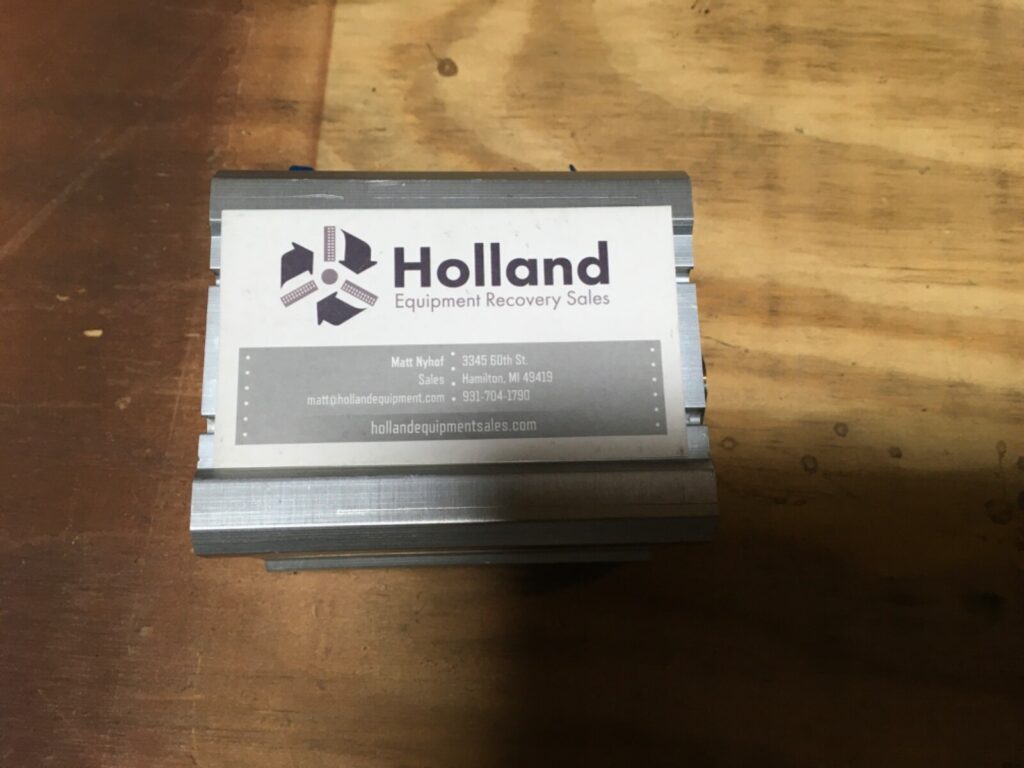 Holland
Equipment Recovery Sales
Matt Nyhof
Sales
matt@hollandequipment.com
3345 60th St.
Hamilton, MI 49419
931-704-1790
hollandequipmentsales.com